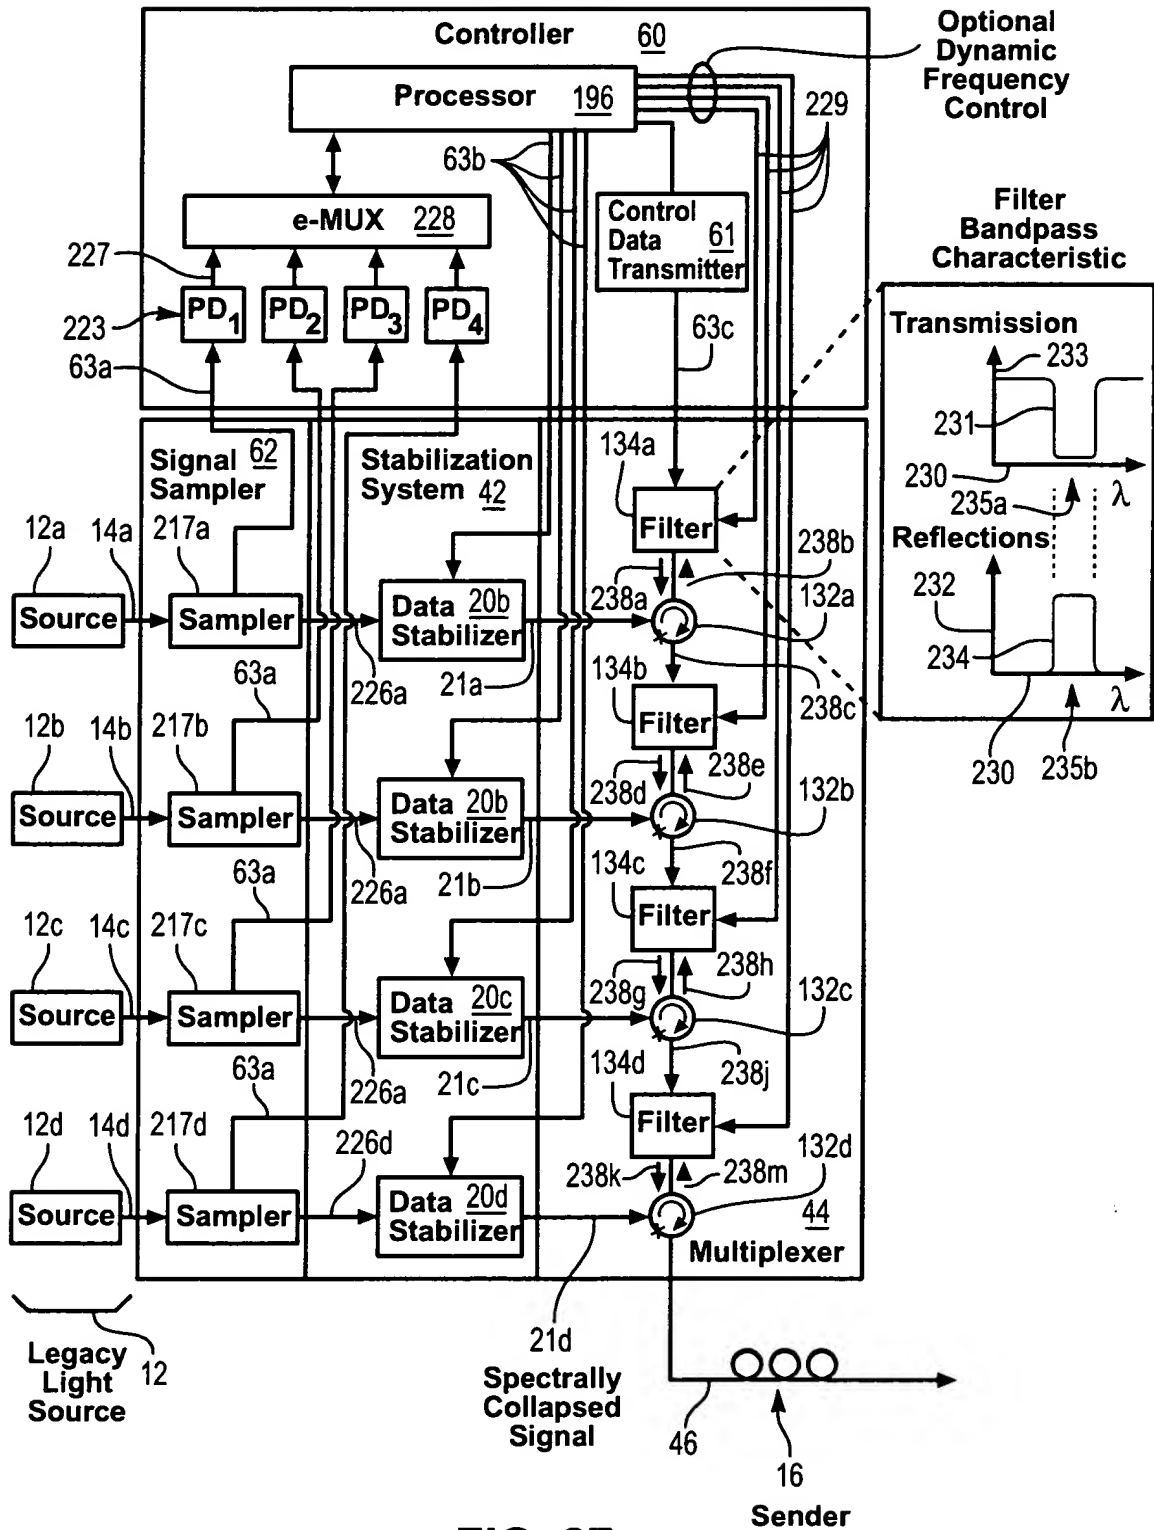 Controller 60
Optional
Dynamic
Frequency
Control
Processor 196
63b
229
e-MUX 228
Control
Data 61
Transmitter
227
PD1
PD2
PD3
PD4
223
63a
63c
Filter
Bandpass
Characteristic
Transmission
233
231
230
235a
λ
Reflections
232
234
λ
230
235b
Signal 62
Sampler
Stabilization
System 42
134a
Filter
238b
238a
132a
12a
14a
217a
Source
Sampler
Data 20b
Stabilizer
226a
21a
238c
63a
134b
Filter
12b
14b
217b
238d
238e
132b
Source
Sampler
Data 20b
Stabilizer
226a
21b
238f
63a
134c
Filter
12c
14c
217c
238g
238h
132c
Source
Sampler
Data 20c
Stabilizer
226a
21c
238j
63a
134d
Filter
12d
14d
217d
226d
238k
238m
132d
Source
Sampler
Data 20d
Stabilizer
44
Multiplexer
Legacy
Light
Source
12
21d
Spectrally
Collapsed
Signal
46
16
Sender